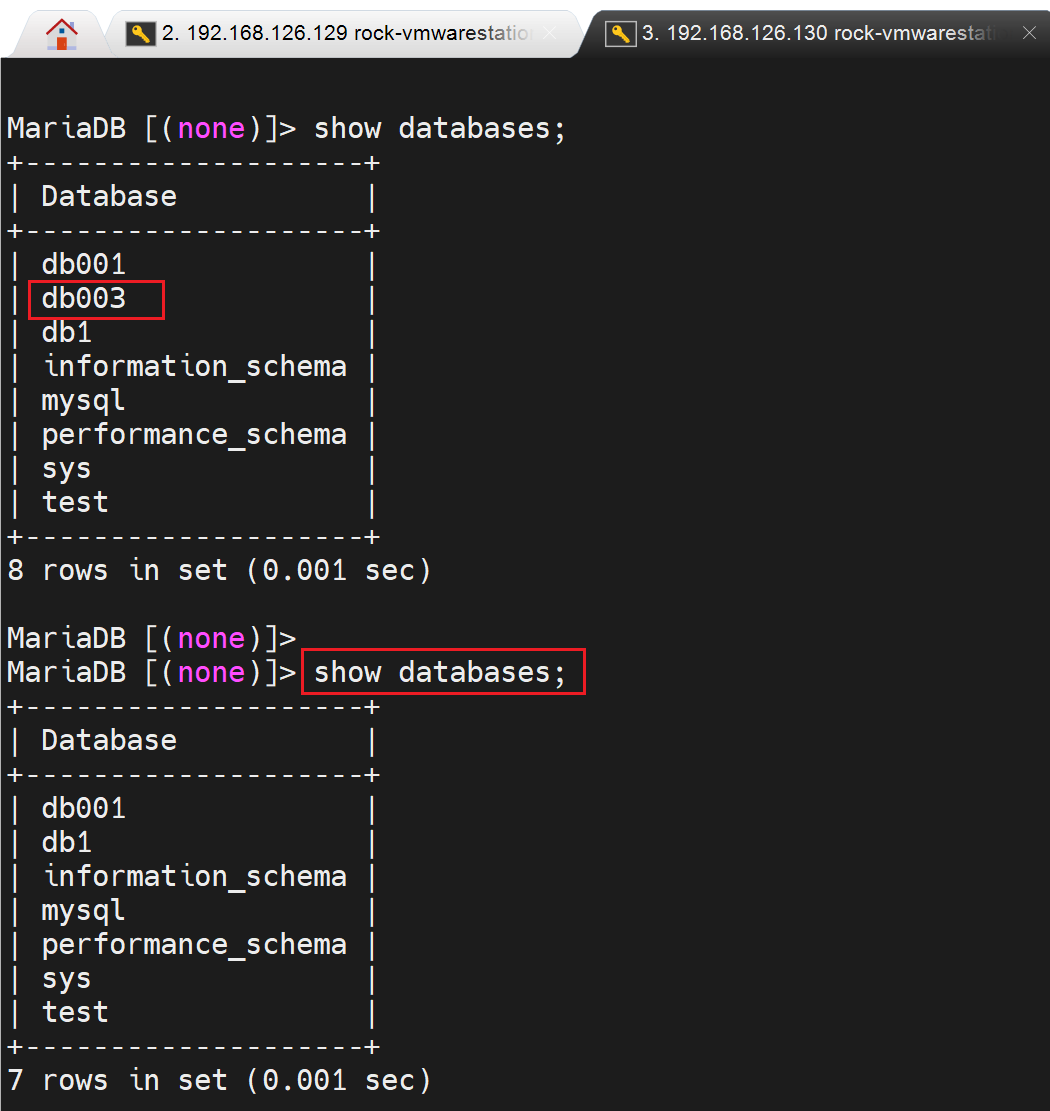 2. 192.168.126.129 rock-vmwarestation
3. 192.168.126.130 rock-vmwarestati
MariaDB [(none)]> show databases;
+--------------------+
| Database           |
+--------------------+
| db001              |
| db003              |
| db1                |
| information_schema |
| mysql              |
| performance_schema |
| sys                |
| test               |
+--------------------+
8 rows in set (0.001 sec)
MariaDB [(none)]>
MariaDB [(none)]> show databases;
+--------------------+
| Database           |
+--------------------+
| db001              |
| db1                |
| information_schema |
| mysql              |
| performance_schema |
| sys                |
| test               |
+--------------------+
7 rows in set (0.001 sec)